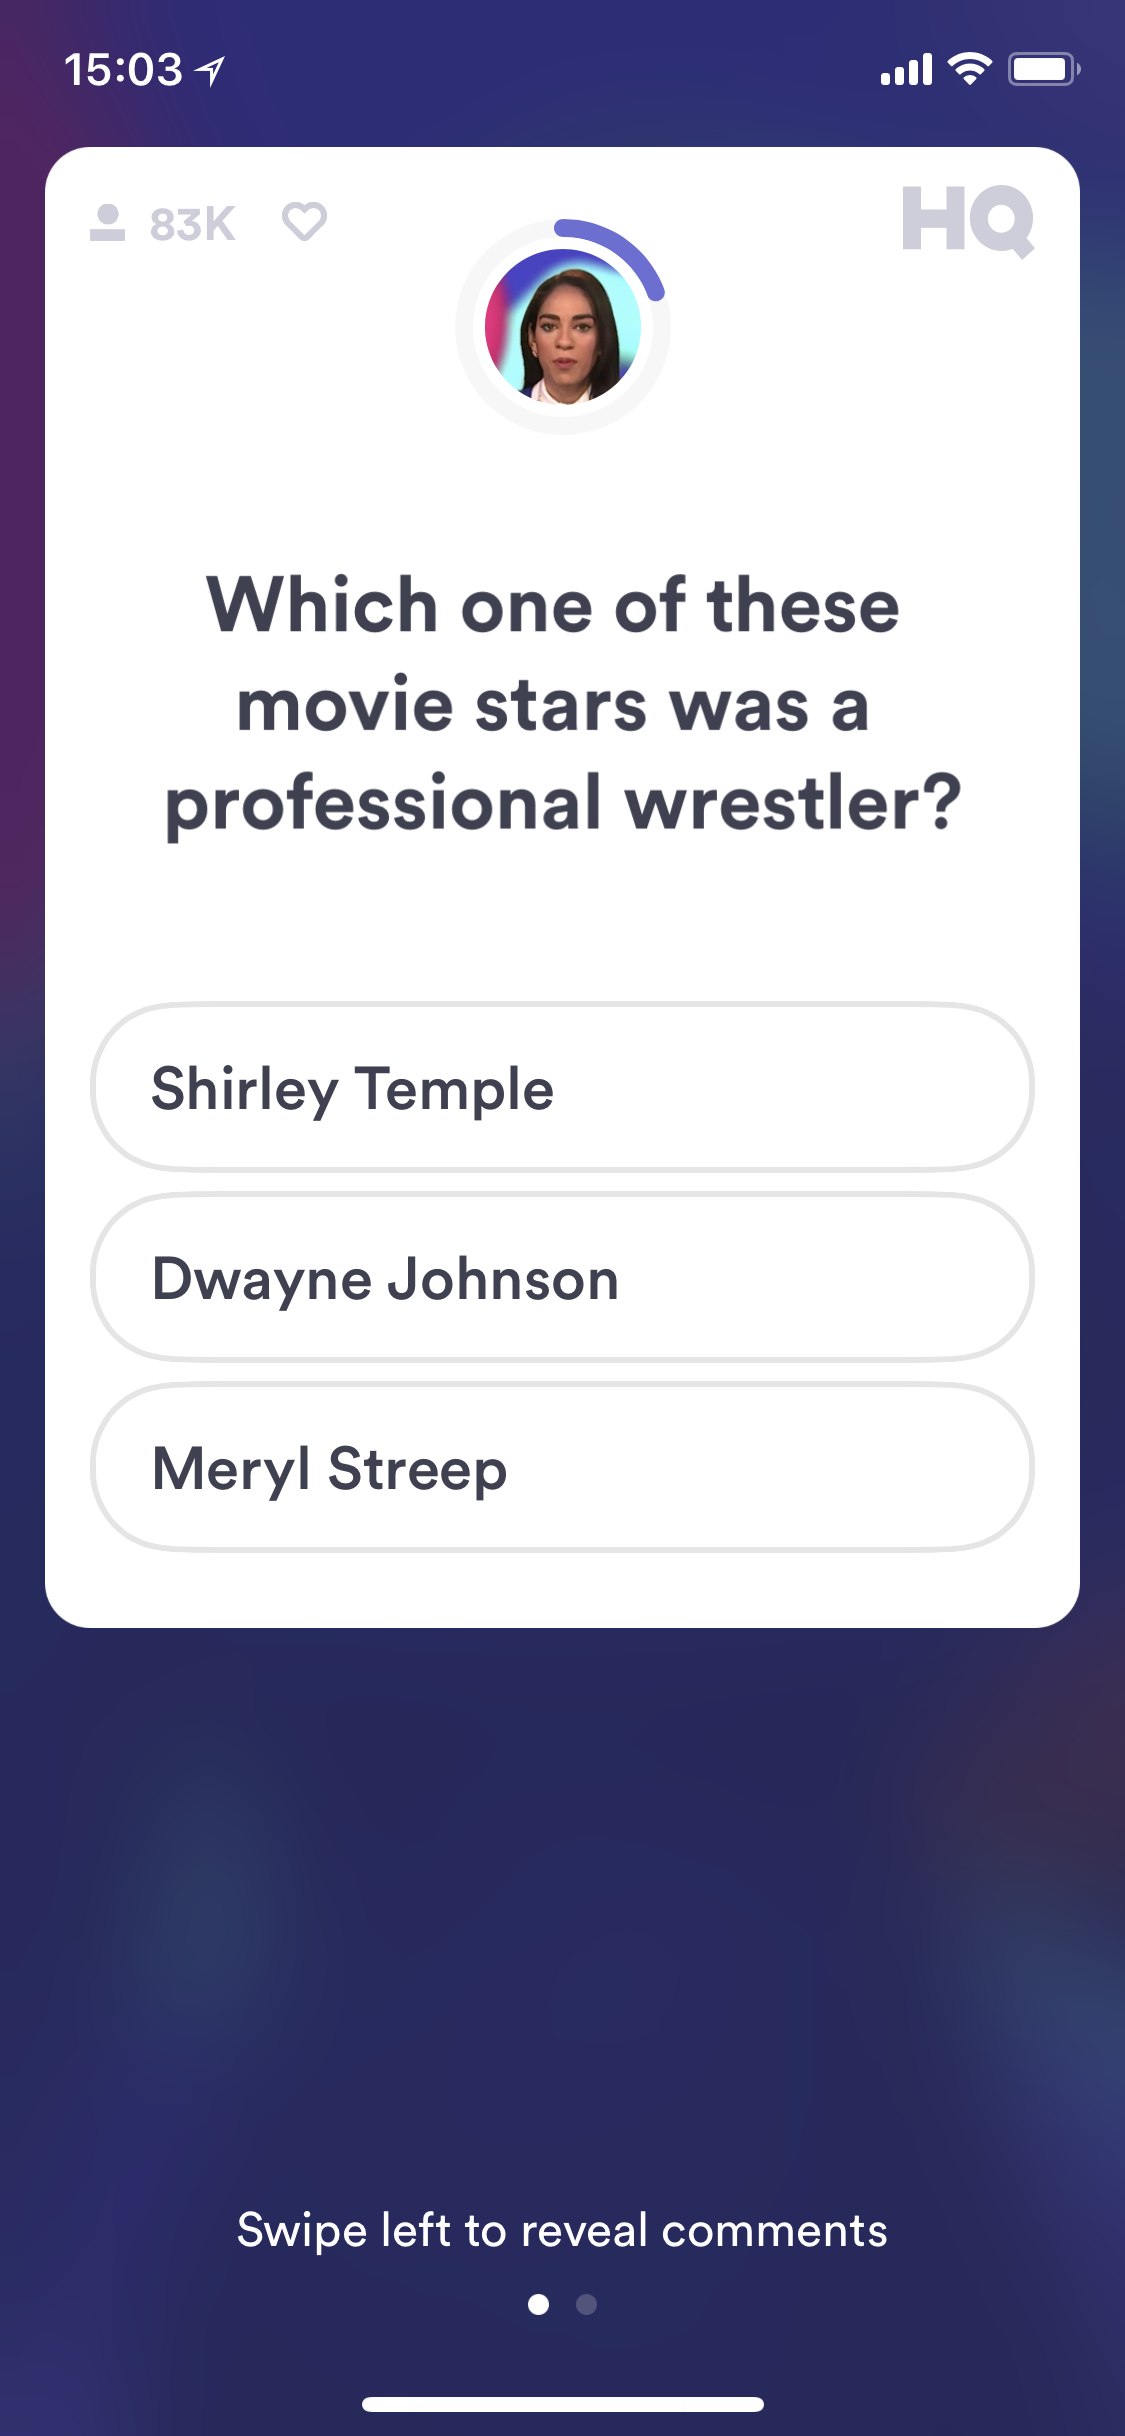 15:03
83K
HQ
Which one of these
movie stars was a
professional wrestler?
Shirley Temple
Dwayne Johnson
Meryl Streep
Swipe left to reveal comments